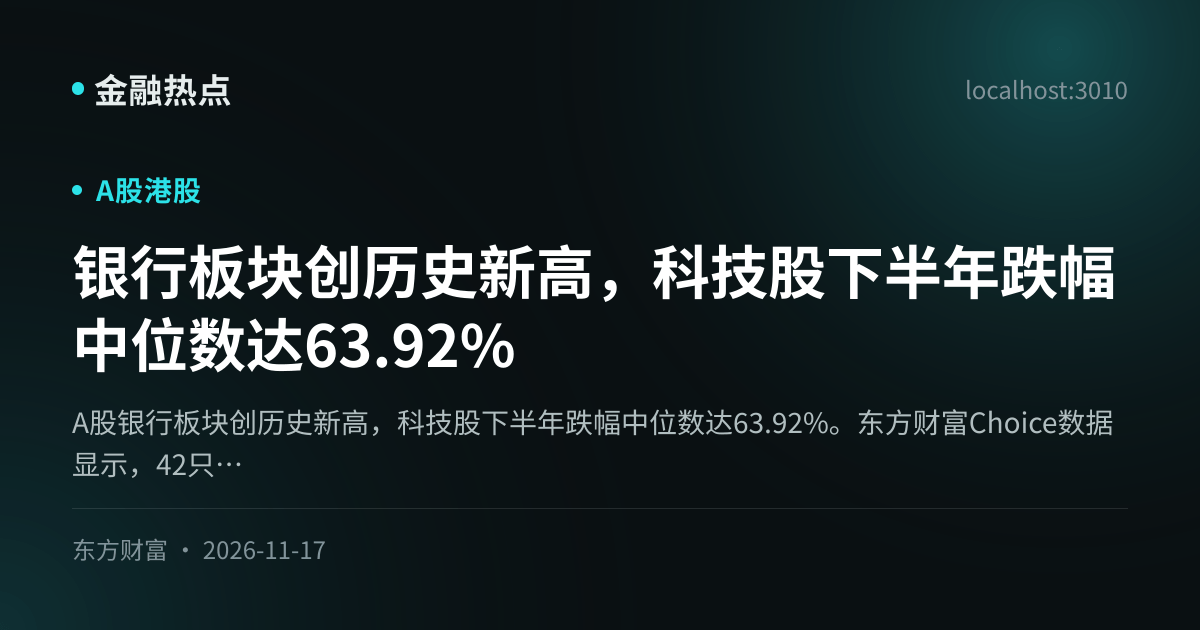 金融热点
localhost:3010
A股港股
银行板块创历史新高，科技股下半年跌幅
中位数达63.92%
A股银行板块创历史新高，科技股下半年跌幅中位数达63.92%。东方财富Choice数据
显示，42只…
东方财富 · 2026-11-17